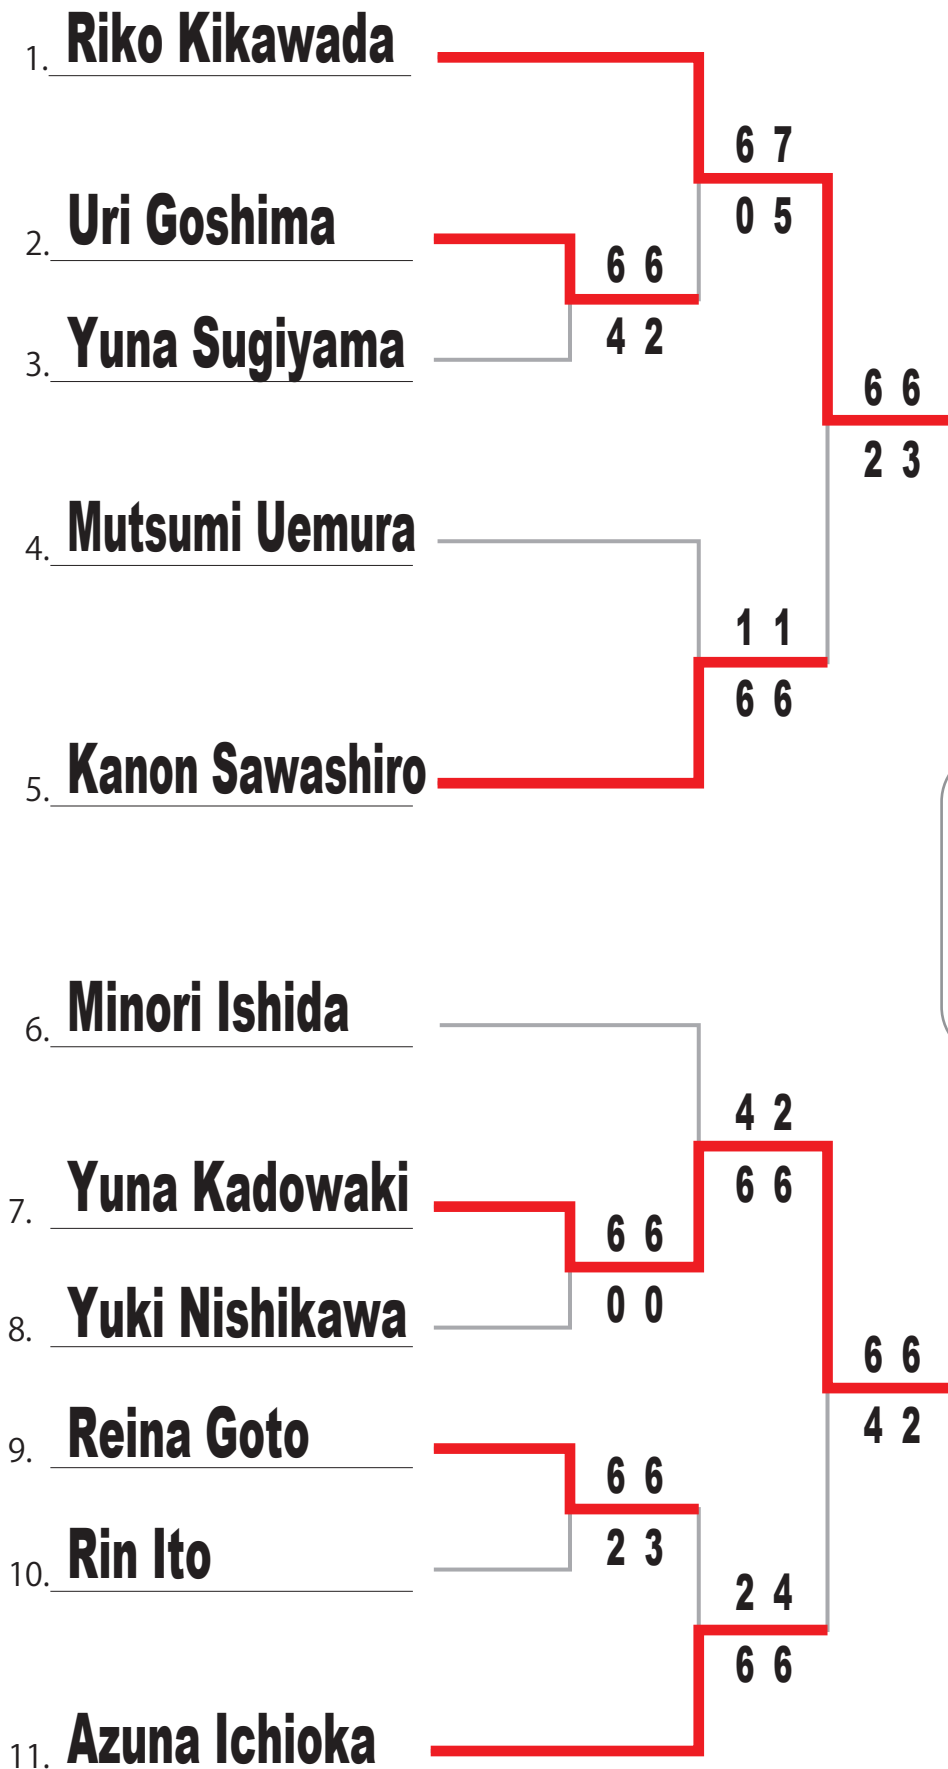 1. Riko Kikawada
6 7
0 5
2. Uri Goshima
6 6
4 2
3. Yuna Sugiyama
6 6
2 3
4. Mutsumi Uemura
1 1
6 6
5. Kanon Sawashiro
6. Minori Ishida
4 2
6 6
7. Yuna Kadowaki
6 6
0 0
8. Yuki Nishikawa
6 6
4 2
9. Reina Goto
6 6
2 3
10. Rin Ito
2 4
6 6
11. Azuna Ichioka